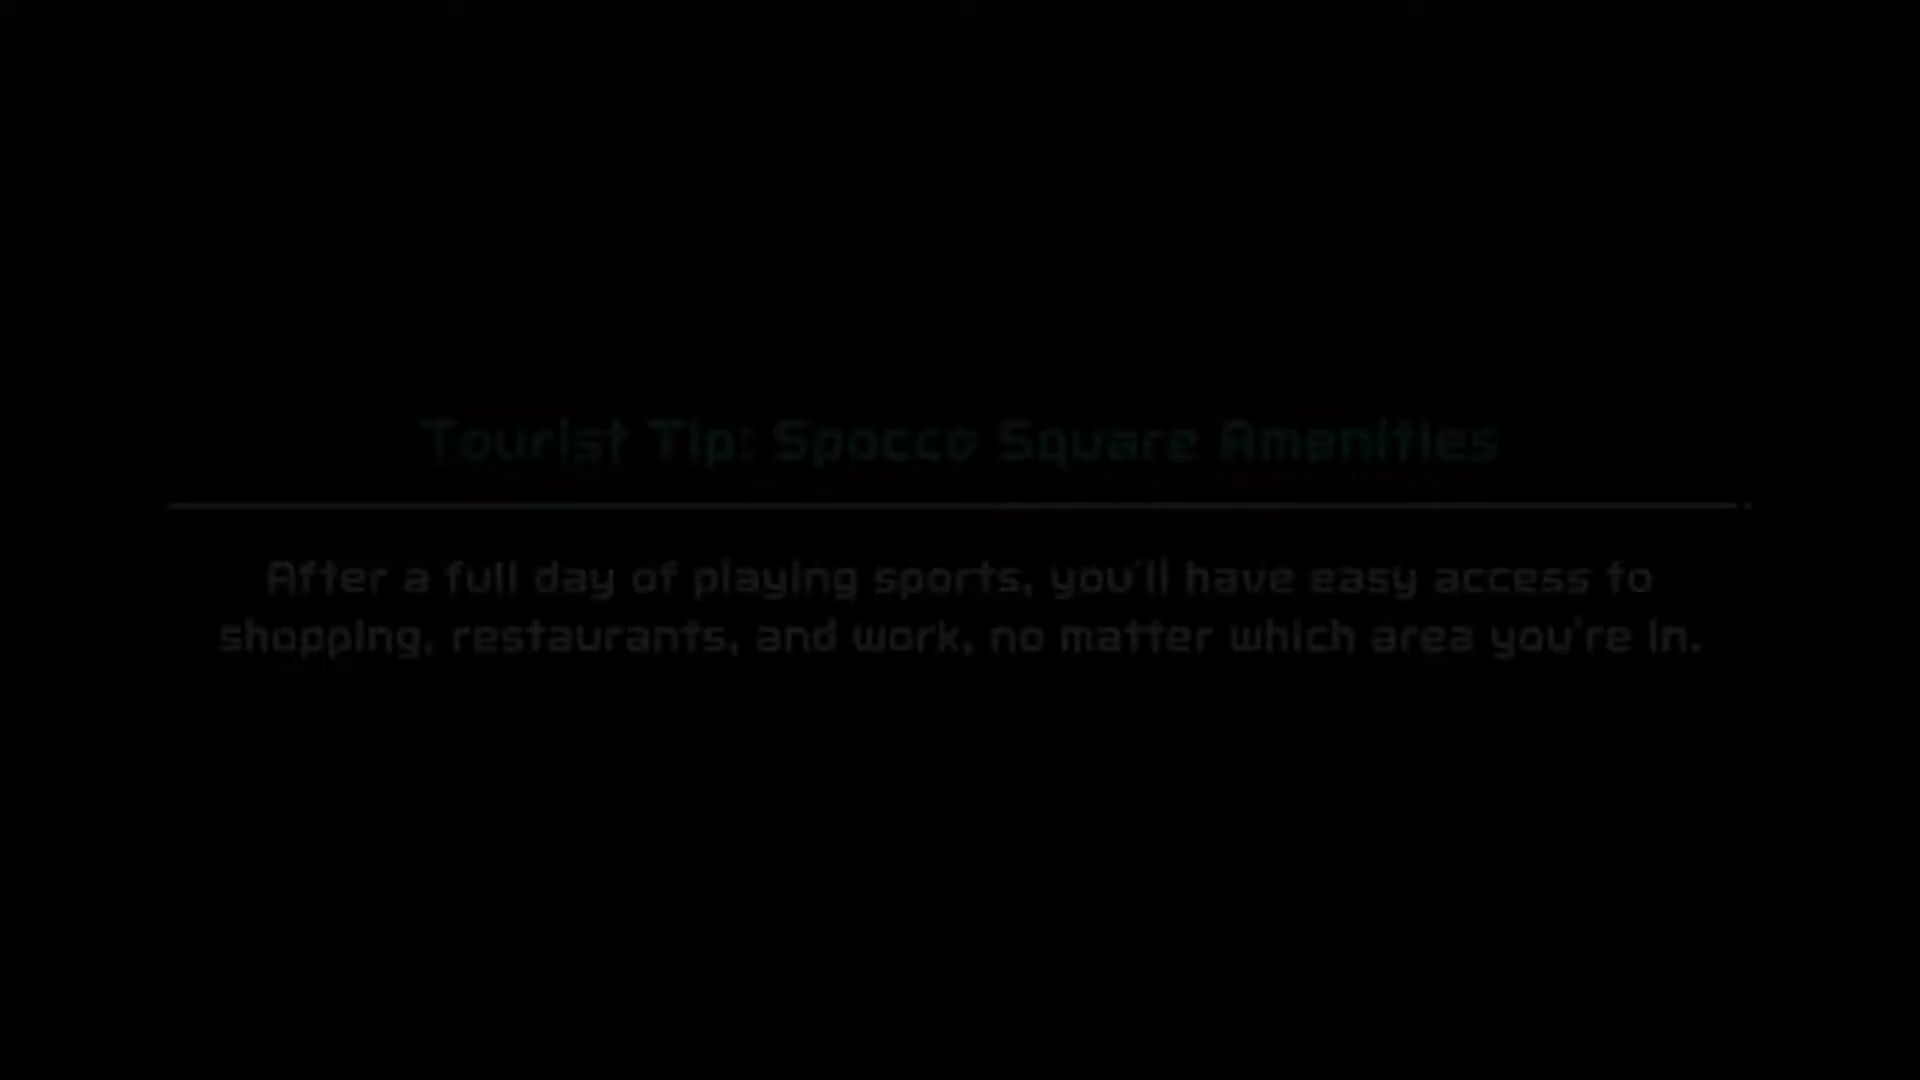 Tourist Tip: Spocco Square Amenities
After a full day of playing sports, you'll have easy access to
shopping, restaurants, and work, no matter which area you're in.